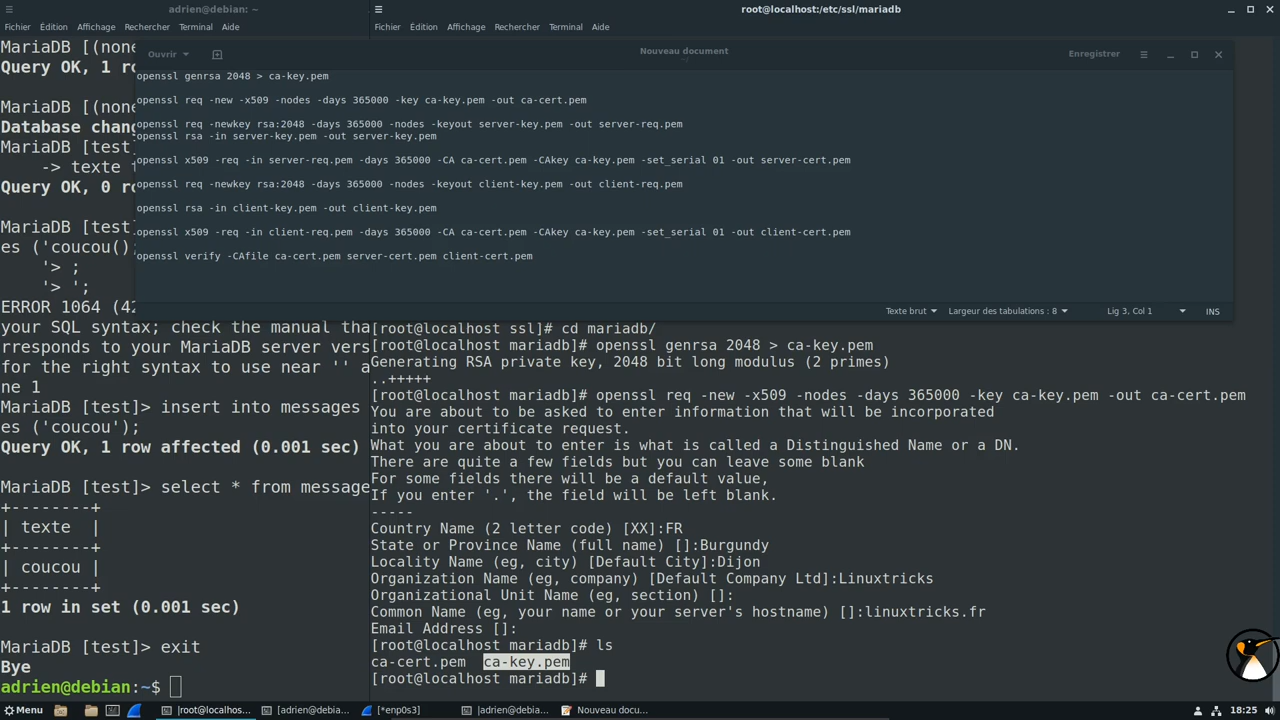 adrien@debian: ~
root@localhost:/etc/ssl/mariadb
Fichier Édition Affichage Rechercher Terminal Aide
Fichier Édition Affichage Rechercher Terminal Aide
MariaDB [(none
Query OK, 1 row
MariaDB [(none
Database chang
MariaDB [test]
-> texte t
Query OK, 0 ro
MariaDB [test]
es ('coucou();
'> ;
'> ';
ERROR 1064 (42
your SQL syntax; check the manual tha
rresponds to your MariaDB server vers
for the right syntax to use near '' a
ne 1
MariaDB [test]> insert into messages
es ('coucou');
Query OK, 1 row affected (0.001 sec)
MariaDB [test]> select * from message
+--------+
| texte  |
+--------+
| coucou |
+--------+
1 row in set (0.001 sec)
MariaDB [test]> exit
Bye
adrien@debian:~$
Ouvrir
Nouveau document
~/
Enregistrer
openssl genrsa 2048 > ca-key.pem
openssl req -new -x509 -nodes -days 365000 -key ca-key.pem -out ca-cert.pem
openssl req -newkey rsa:2048 -days 365000 -nodes -keyout server-key.pem -out server-req.pem
openssl rsa -in server-key.pem -out server-key.pem
openssl x509 -req -in server-req.pem -days 365000 -CA ca-cert.pem -CAkey ca-key.pem -set_serial 01 -out server-cert.pem
openssl req -newkey rsa:2048 -days 365000 -nodes -keyout client-key.pem -out client-req.pem
openssl rsa -in client-key.pem -out client-key.pem
openssl x509 -req -in client-req.pem -days 365000 -CA ca-cert.pem -CAkey ca-key.pem -set_serial 01 -out client-cert.pem
openssl verify -CAfile ca-cert.pem server-cert.pem client-cert.pem
Texte brut Largeur des tabulations : 8 Lig 3, Col 1 INS
[root@localhost ssl]# cd mariadb/
[root@localhost mariadb]# openssl genrsa 2048 > ca-key.pem
Generating RSA private key, 2048 bit long modulus (2 primes)
..+++++
[root@localhost mariadb]# openssl req -new -x509 -nodes -days 365000 -key ca-key.pem -out ca-cert.pem
You are about to be asked to enter information that will be incorporated
into your certificate request.
What you are about to enter is what is called a Distinguished Name or a DN.
There are quite a few fields but you can leave some blank
For some fields there will be a default value,
If you enter '.', the field will be left blank.
-----
Country Name (2 letter code) [XX]:FR
State or Province Name (full name) []:Burgundy
Locality Name (eg, city) [Default City]:Dijon
Organization Name (eg, company) [Default Company Ltd]:Linuxtricks
Organizational Unit Name (eg, section) []:
Common Name (eg, your name or your server's hostname) []:linuxtricks.fr
Email Address []:
[root@localhost mariadb]# ls
ca-cert.pem  ca-key.pem
[root@localhost mariadb]#
Menu |root@localhos... [adrien@debia... [*enp0s3] |adrien@debia... Nouveau docu... 18:25